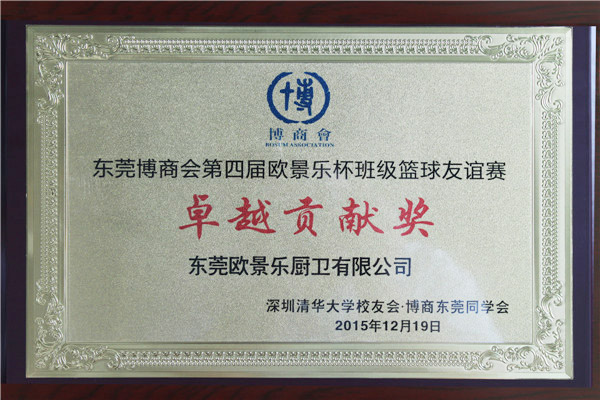 博
博商會
BOSUM ASSOCIATION
东莞博商会第四届欧景乐杯班级篮球友谊赛
卓越贡献奖
东莞欧景乐厨卫有限公司
深圳清华大学校友会·博商东莞同学会
2015年12月19日